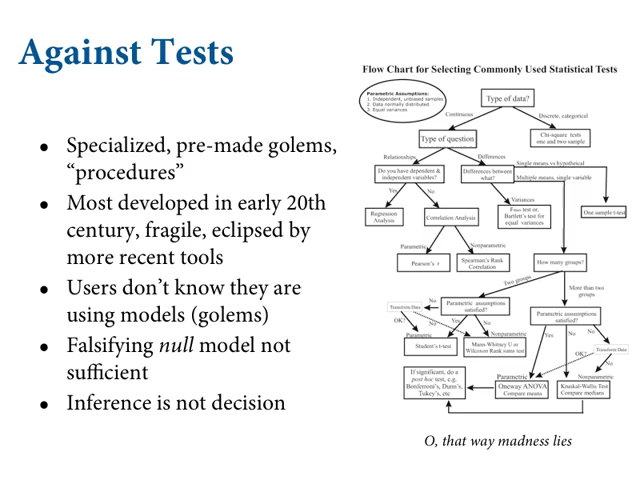 Against Tests
• Specialized, pre-made golems,
“procedures”
• Most developed in early 20th
century, fragile, eclipsed by
more recent tools
• Users don’t know they are
using models (golems)
• Falsifying null model not
sufficient
• Inference is not decision
Flow Chart for Selecting Commonly Used Statistical Tests
Parametric Assumptions:
1. Independent, unbiased samples
2. Data normally distributed
3. Equal variances
Type of data?
Continuous
Discrete, categorical
Type of question
Chi-square tests
one and two sample
Relationships
Differences
Do you have dependent &
independent variables?
Differences between
what?
Single means vs hypothetical
Multiple means, single variable
Yes
No
Variances
Regression
Analysis
Correlation Analysis
Fmax test or,
Bartlett's test for
equal variances
One sample t-test
Parametric
Nonparametric
Pearson's r
Spearman's Rank
Correlation
How many groups?
Two groups
More than two
groups
Transform Data
No
Parametric assumptions
satisfied?
Parametric assumptions
satisfied?
OK?
No
Yes
No
Yes
No
No
Transform Data
Parametric
Nonparametric
OK?
Student's t-test
Mann-Whitney U or
Wilcoxon Rank sums test
No
If significant, do a
post hoc test, e.g.
Bonferroni's, Dunn's,
Tukey's, etc
Parametric
Nonparametric
Oneway ANOVA
Compare means
Kruskal-Wallis Test
Compare medians
O, that way madness lies